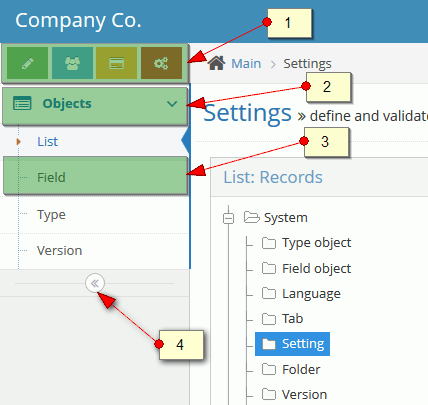 Company Co.
1
Main > Settings
Objects
2
Settings » define and validate
List
3
Field
List: Records
Type
System
Version
Type object
Field object
Language
4
Tab
Setting
Folder
Version